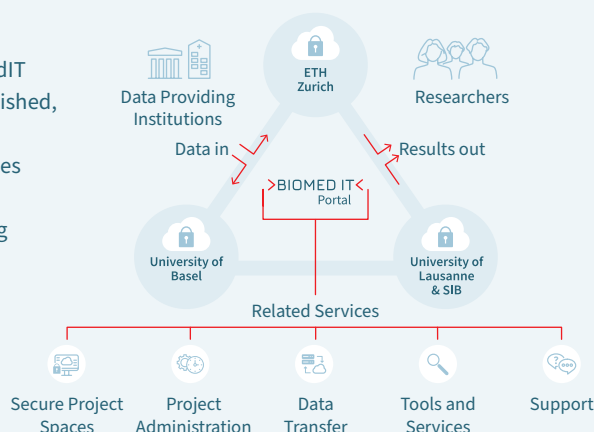 dIT
ished,
es
g
ETH
Zurich
Data Providing
Institutions
Researchers
Data in
Results out
>BIOMED IT<
Portal
University of
Basel
University of
Lausanne
& SIB
Related Services
Secure Project
Spaces
Project
Administration
Data
Transfer
Tools and
Services
Support